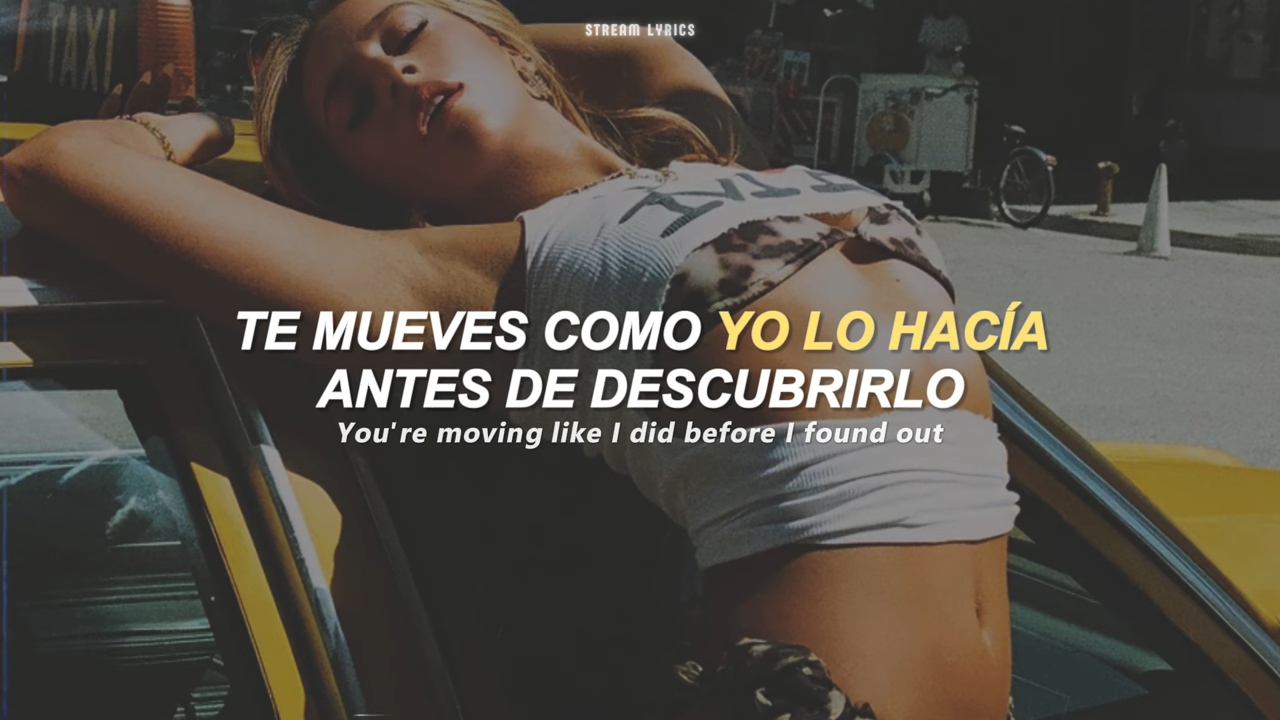 TAXI
STREAM LYRICS
TE MUEVES COMO YO LO HACÍA
ANTES DE DESCUBRIRLO
You're moving like I did before I found out